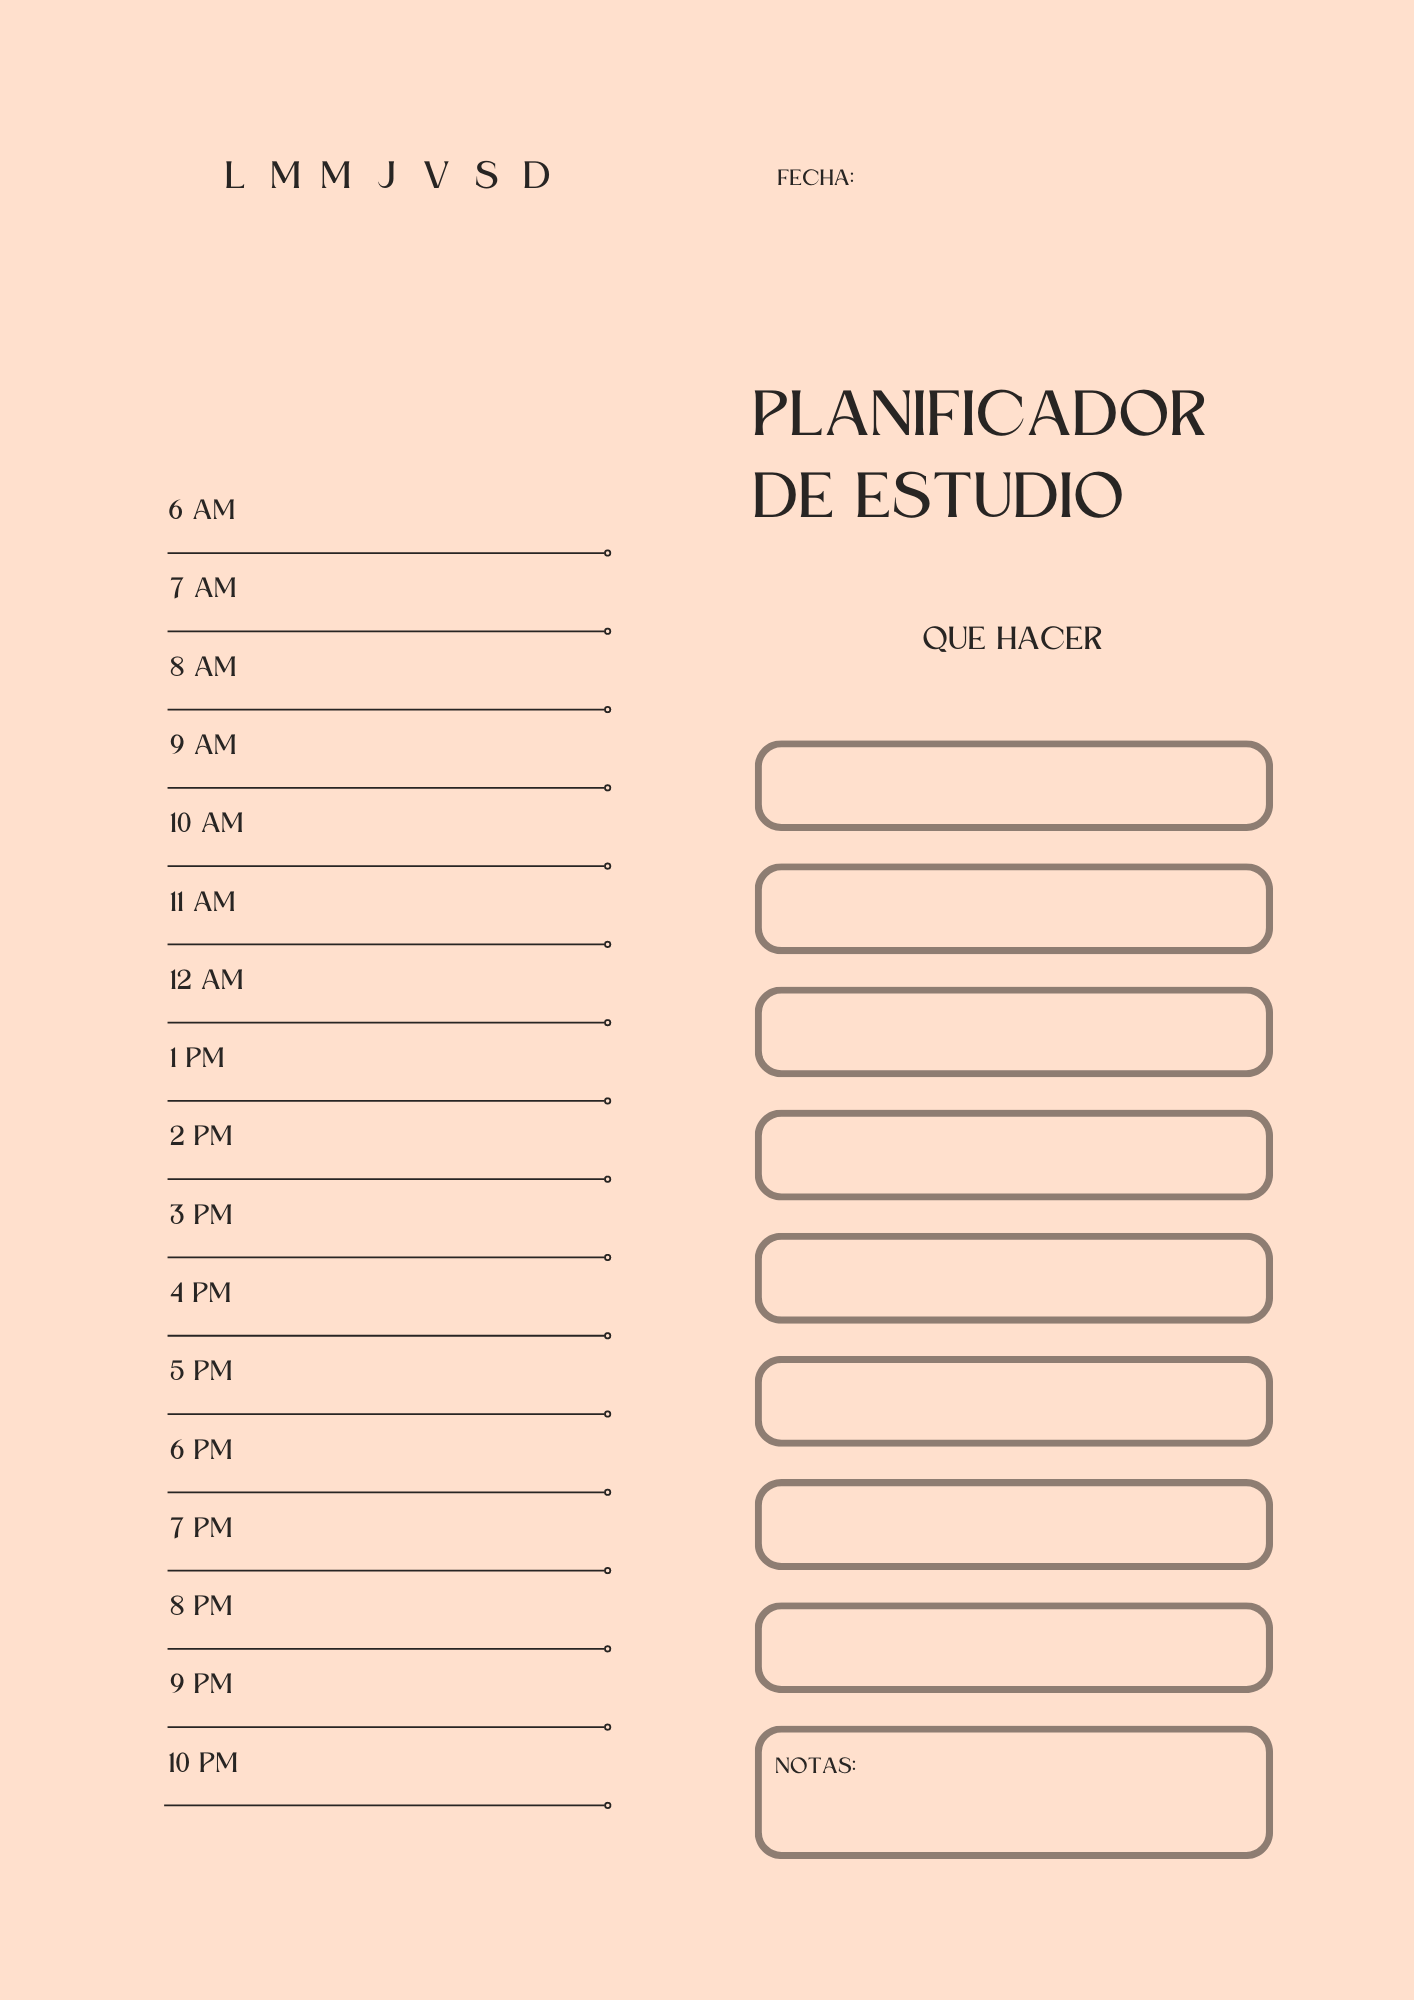 L M M J V S D
FECHA:
PLANIFICADOR
DE ESTUDIO
6 AM
7 AM
8 AM
9 AM
10 AM
11 AM
12 AM
1 PM
2 PM
3 PM
4 PM
5 PM
6 PM
7 PM
8 PM
9 PM
10 PM
QUE HACER
NOTAS: